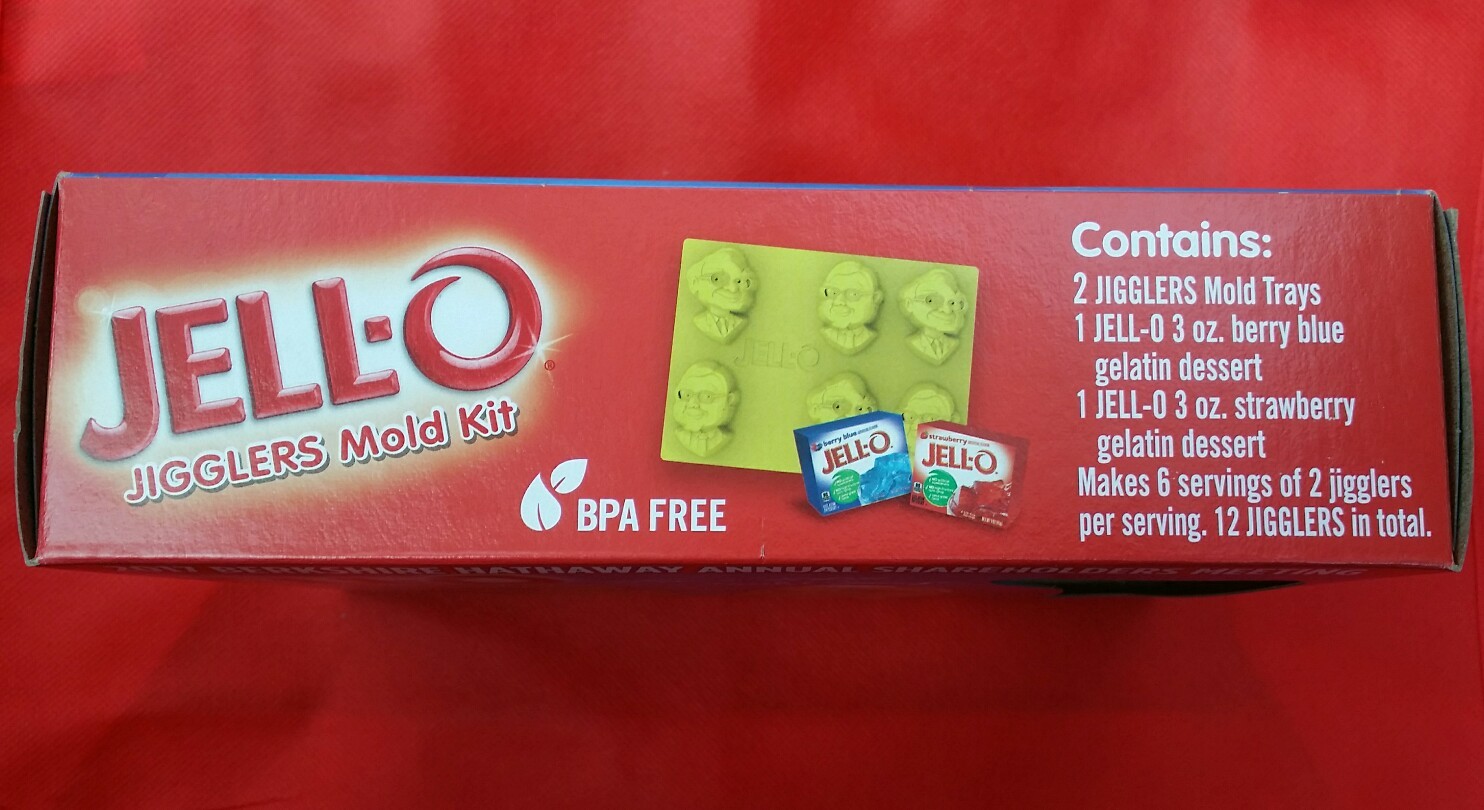 JELL-O®
JIGGLERS Mold Kit
BPA FREE
JELL-O
berry blue
JELL-O
strawberry
JELL-O
Contains:
2 JIGGLERS Mold Trays
1 JELL-O 3 oz. berry blue
gelatin dessert
1 JELL-O 3 oz. strawberry
gelatin dessert
Makes 6 servings of 2 jigglers
per serving. 12 JIGGLERS in total.
HATHAWAY ANNUAL SHAREHOLDERS MEETING